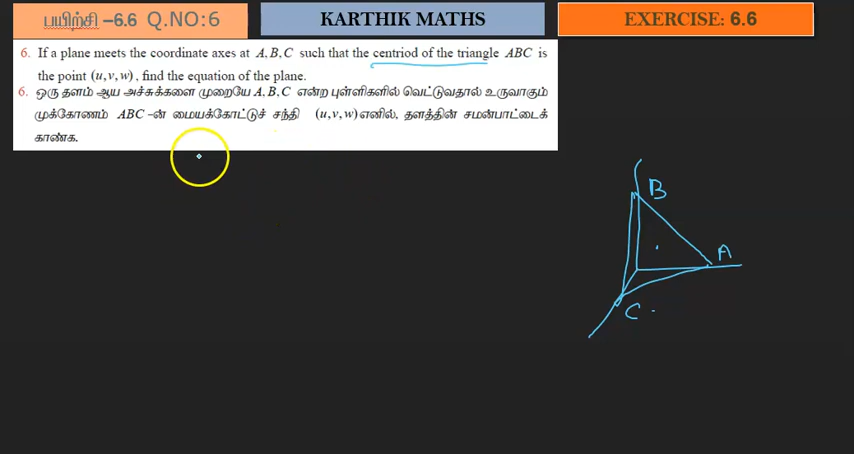 பயிற்சி –6.6 Q.NO:6
KARTHIK MATHS
EXERCISE: 6.6
6. If a plane meets the coordinate axes at A, B, C such that the centriod of the triangle ABC is
the point (u, v, w), find the equation of the plane.
6. ஒரு தளம் ஆய அச்சுக்களை முறையே A, B, C என்ற புள்ளிகளில் வெட்டுவதால் உருவாகும்
முக்கோணம் ABC -ன் மையக்கோட்டுச் சந்தி (u, v, w) எனில், தளத்தின் சமன்பாட்டைக்
காண்க.
B
A
C